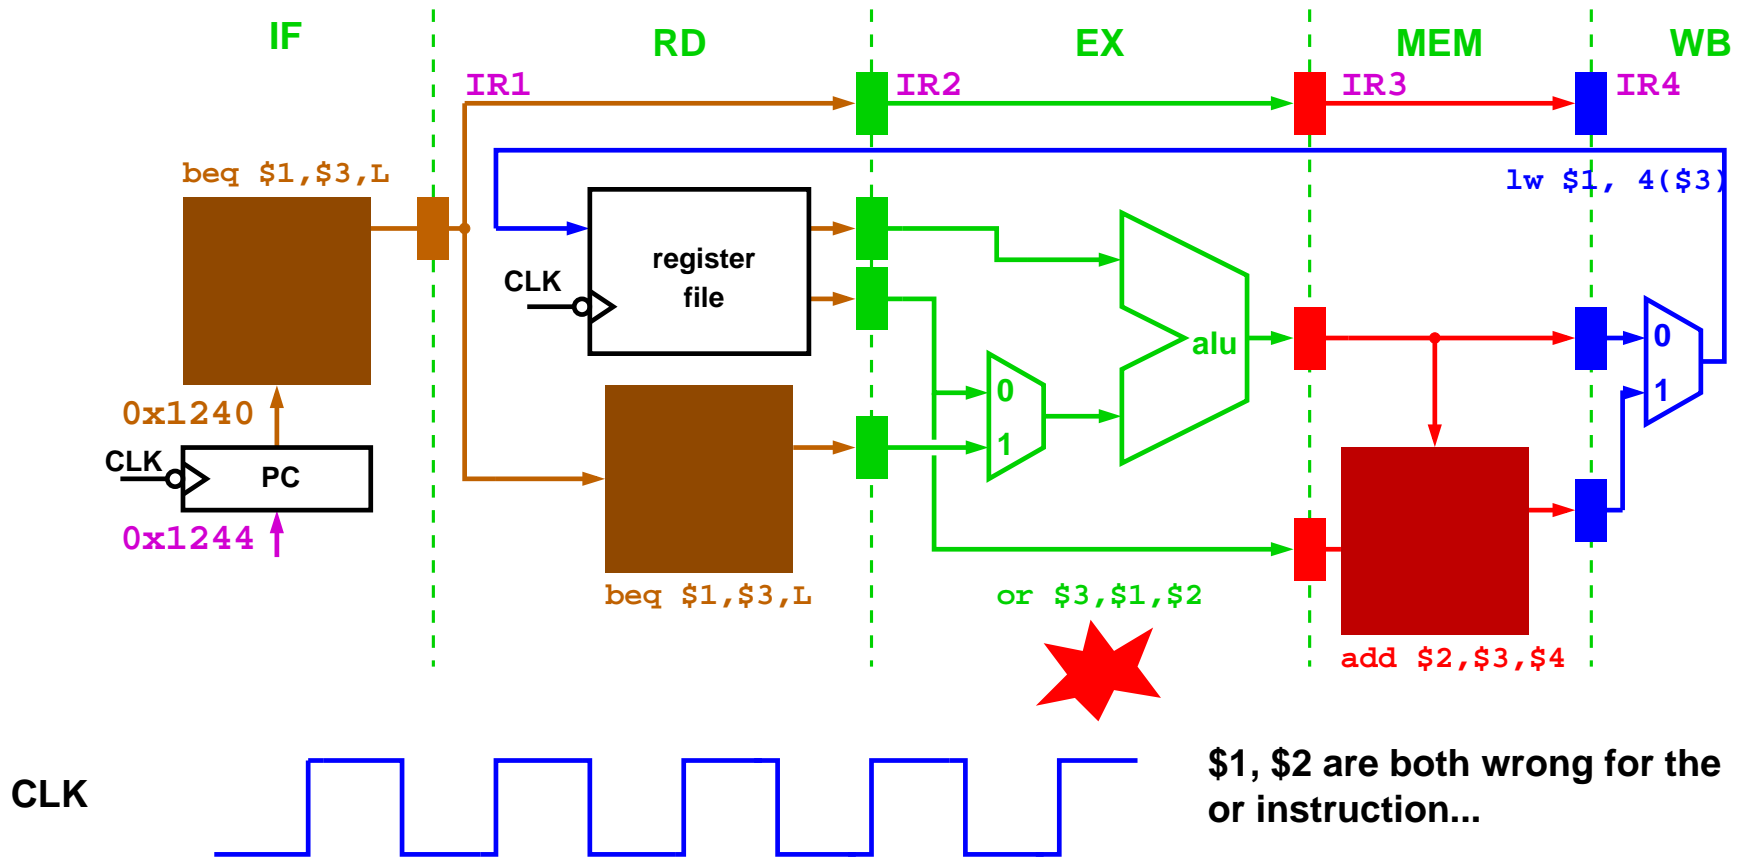 IF
RD
EX
MEM
WB
IR1
IR2
IR3
IR4
beq $1,$3,L
lw $1, 4($3)
register
file
CLK
alu
0
1
0
1
0x1240
CLK
PC
0x1244
beq $1,$3,L
or $3,$1,$2
add $2,$3,$4
CLK
$1, $2 are both wrong for the
or instruction...